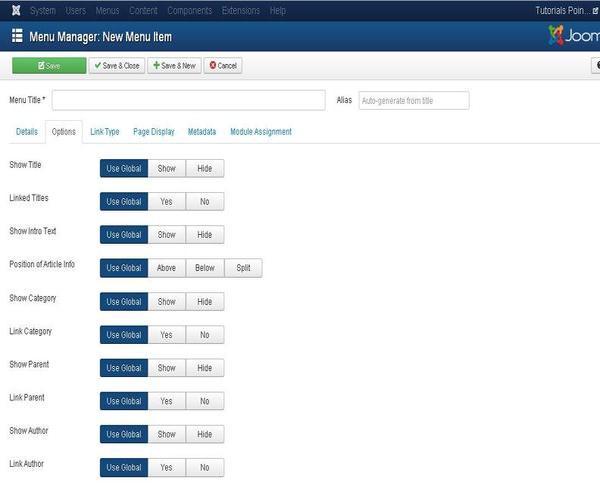 System Users Menus Content Components Extensions Help Tutorials Poin...
Menu Manager: New Menu Item Joom
Save Save & Close Save & New Cancel
Menu Title * Alias Auto-generate from title
Details Options Link Type Page Display Metadata Module Assignment
Show Title Use Global Show Hide
Linked Titles Use Global Yes No
Show Intro Text Use Global Show Hide
Position of Article Info Use Global Above Below Split
Show Category Use Global Show Hide
Link Category Use Global Yes No
Show Parent Use Global Show Hide
Link Parent Use Global Yes No
Show Author Use Global Show Hide
Link Author Use Global Yes No